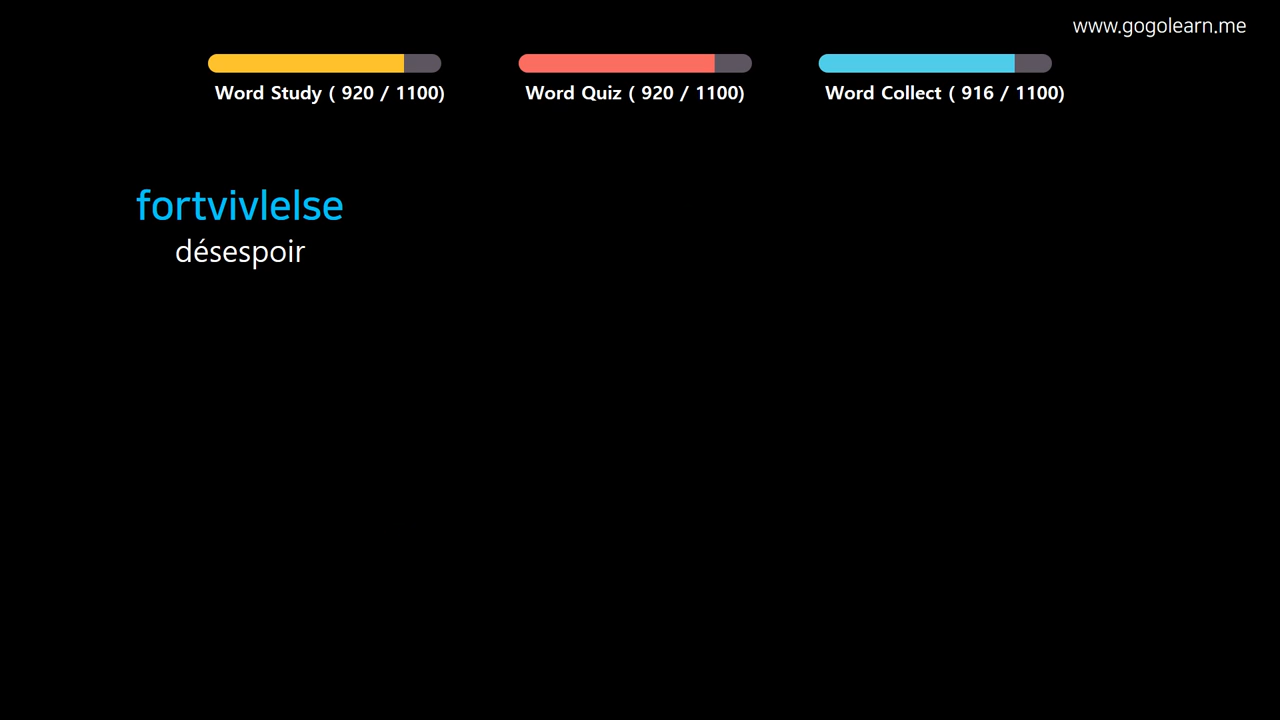 www.gogolearn.me
Word Study ( 920 / 1100)
Word Quiz ( 920 / 1100)
Word Collect ( 916 / 1100)
fortvivlelse
désespoir